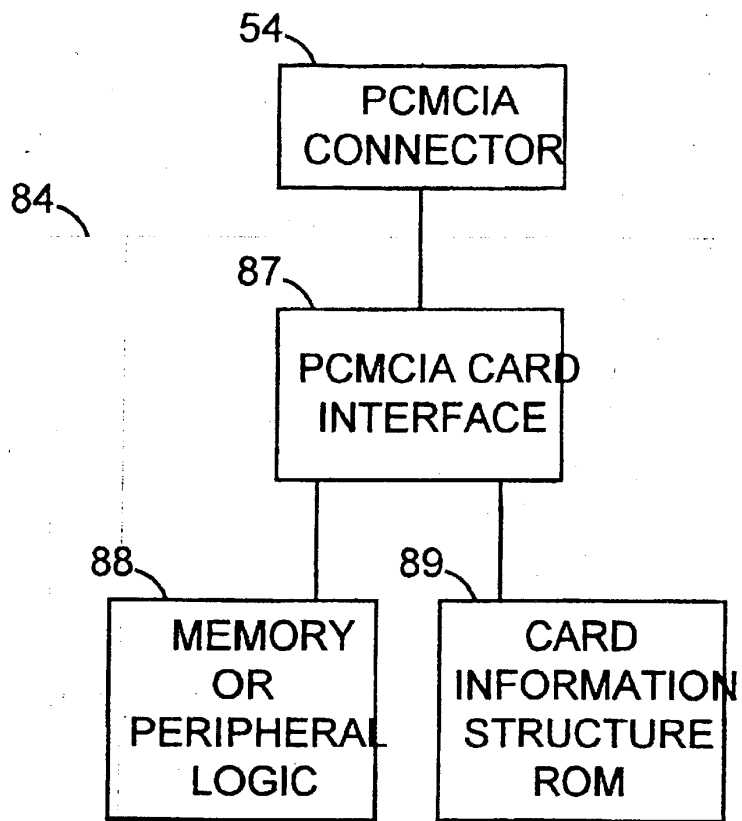 54
PCMCIA
CONNECTOR
84
87
PCMCIA CARD
INTERFACE
88
MEMORY
OR
PERIPHERAL
LOGIC
89
CARD
INFORMATION
STRUCTURE
ROM